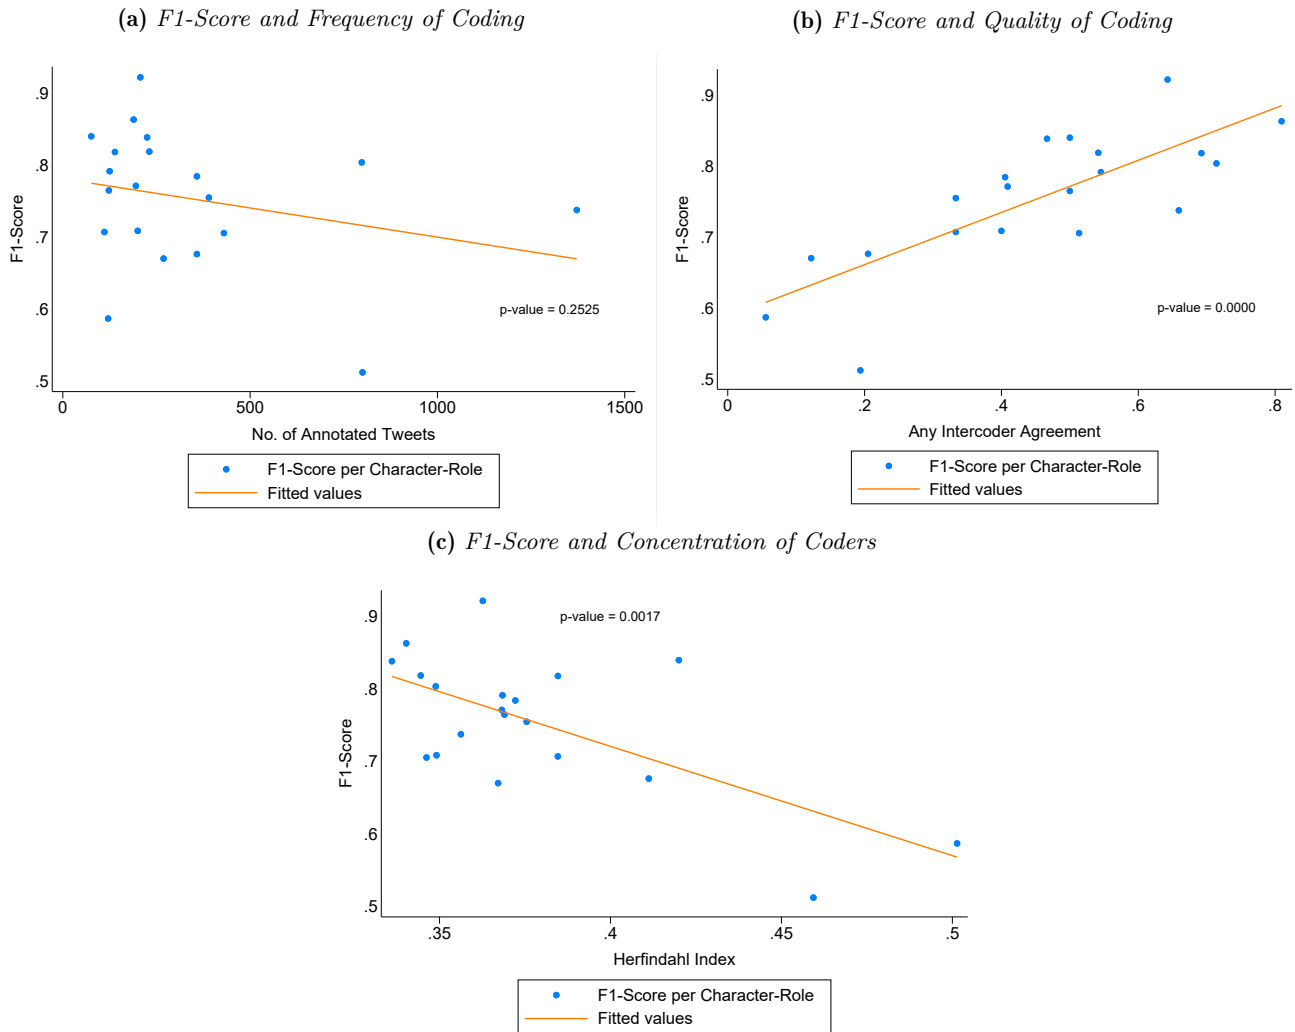 (a) F1-Score and Frequency of Coding
F1-Score
.9
.8
.7
.6
.5
p-value = 0.2525
0 500 1000 1500
No. of Annotated Tweets
F1-Score per Character-Role
Fitted values
(b) F1-Score and Quality of Coding
F1-Score
.9
.8
.7
.6
.5
p-value = 0.0000
0 .2 .4 .6 .8
Any Intercoder Agreement
F1-Score per Character-Role
Fitted values
(c) F1-Score and Concentration of Coders
F1-Score
.9
.8
.7
.6
.5
p-value = 0.0017
.35 .4 .45 .5
Herfindahl Index
F1-Score per Character-Role
Fitted values